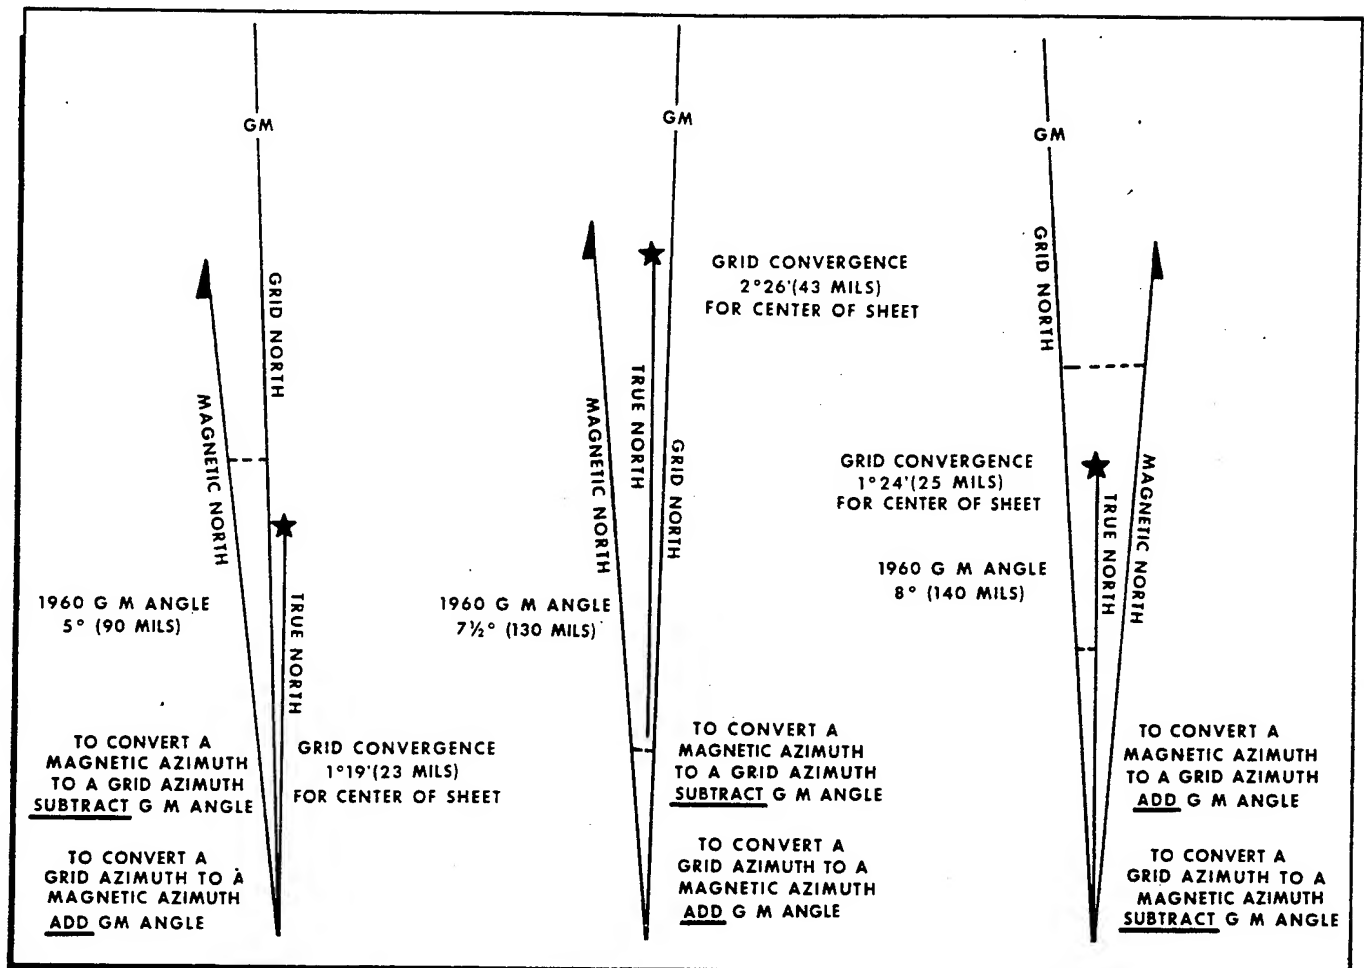 GM
GRID NORTH
MAGNETIC NORTH
TRUE NORTH
1960 G M ANGLE
5° (90 MILS)
GRID CONVERGENCE
1°19'(23 MILS)
FOR CENTER OF SHEET
TO CONVERT A
MAGNETIC AZIMUTH
TO A GRID AZIMUTH
SUBTRACT G M ANGLE
TO CONVERT A
GRID AZIMUTH TO A
MAGNETIC AZIMUTH
ADD GM ANGLE
GM
GRID CONVERGENCE
2°26'(43 MILS)
FOR CENTER OF SHEET
TRUE NORTH
MAGNETIC NORTH
GRID NORTH
1960 G M ANGLE
7½° (130 MILS)
TO CONVERT A
MAGNETIC AZIMUTH
TO A GRID AZIMUTH
SUBTRACT G M ANGLE
TO CONVERT A
GRID AZIMUTH TO A
MAGNETIC AZIMUTH
ADD G M ANGLE
GM
GRID NORTH
GRID CONVERGENCE
1°24'(25 MILS)
FOR CENTER OF SHEET
MAGNETIC NORTH
TRUE NORTH
1960 G M ANGLE
8° (140 MILS)
TO CONVERT A
MAGNETIC AZIMUTH
TO A GRID AZIMUTH
ADD G M ANGLE
TO CONVERT A
GRID AZIMUTH TO A
MAGNETIC AZIMUTH
SUBTRACT G M ANGLE